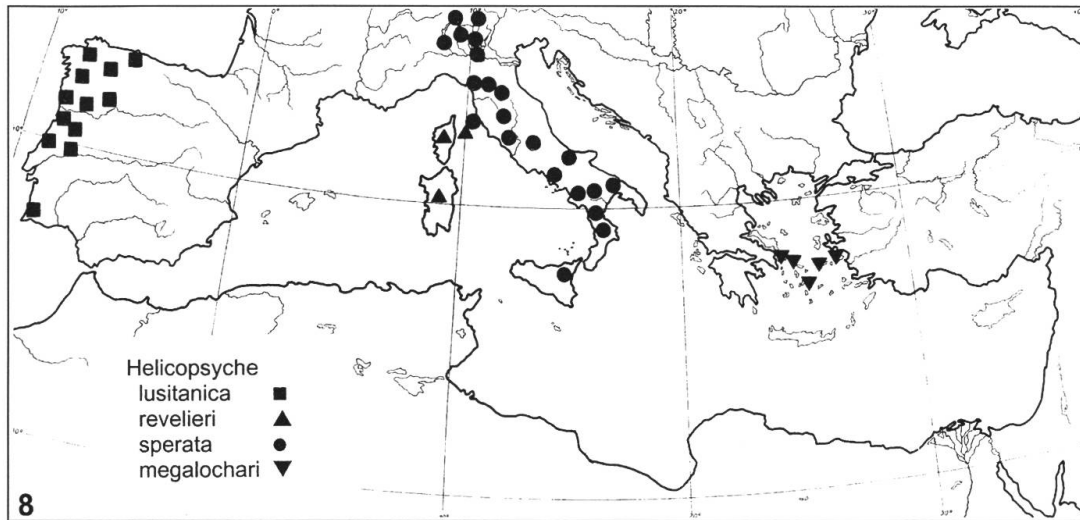 Helicopsyche
lusitanica
revelieri
sperata
megalochari
8